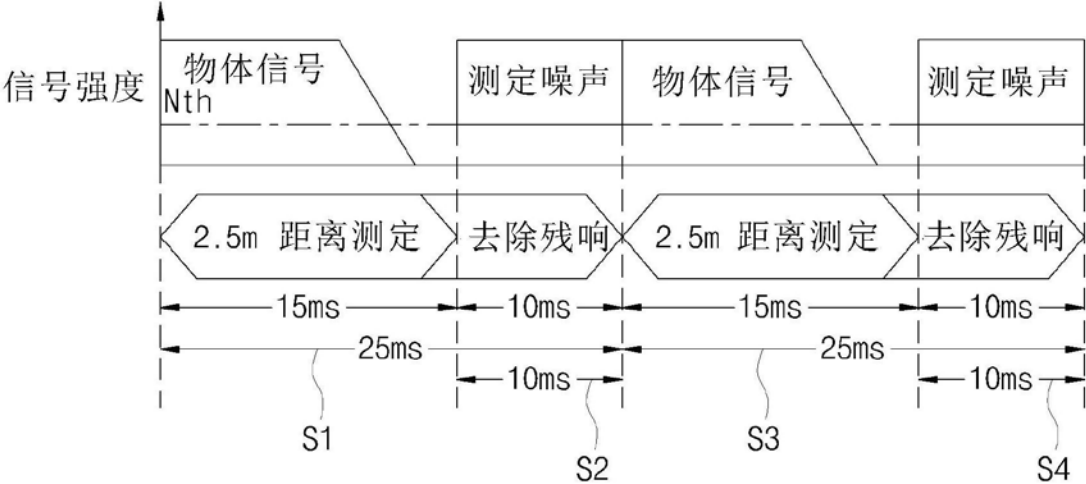 物体信号
测定噪声
物体信号
测定噪声
信号强度
Nth
2.5m 距离测定
去除残响
2.5m 距离测定
去除残响
15ms
10ms
15ms
10ms
25ms
25ms
10ms
10ms
S1
S3
S2
S4